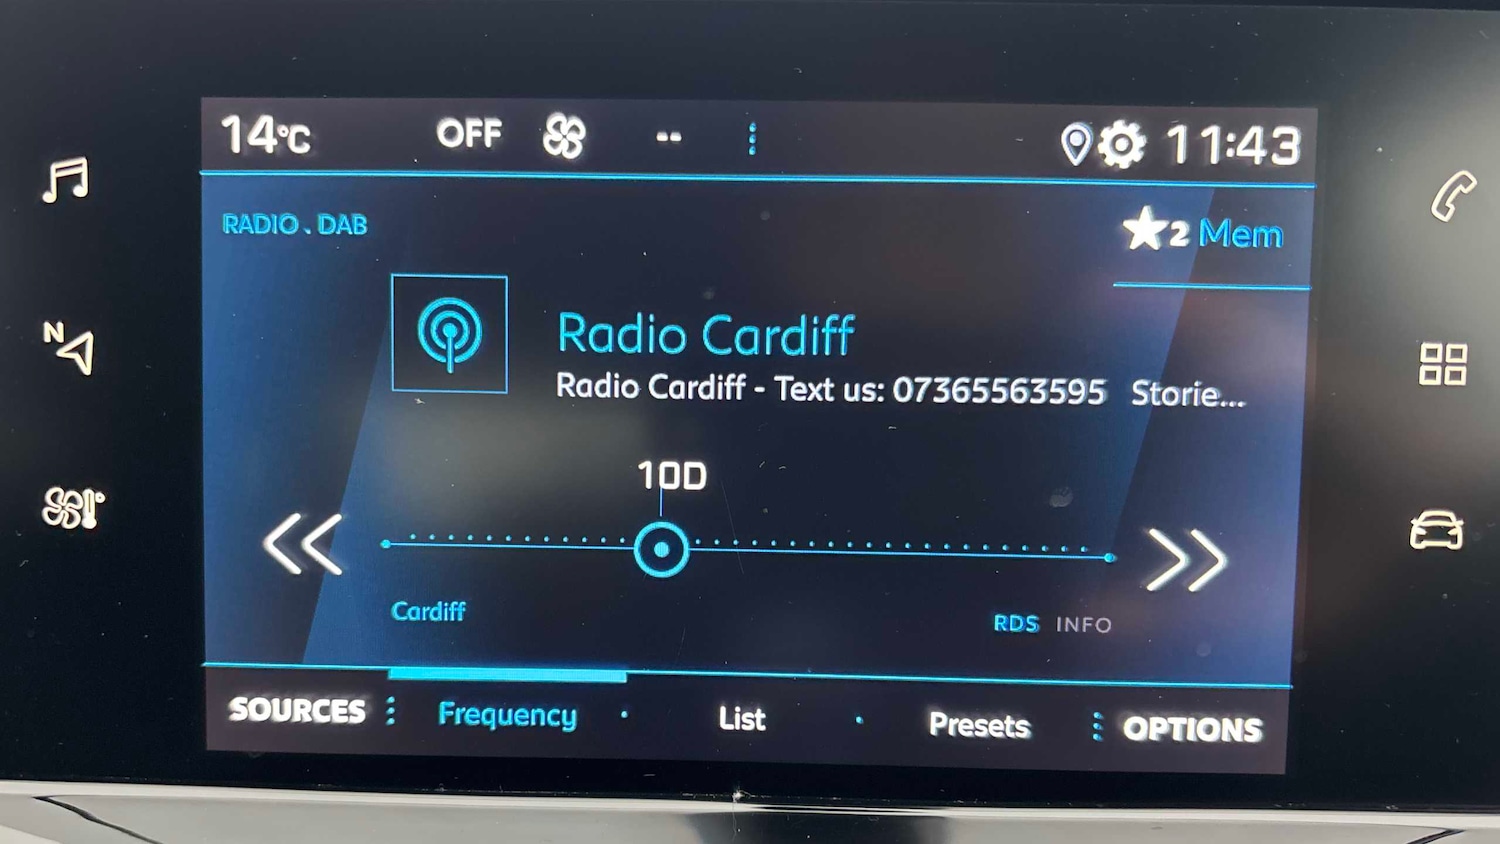 14°C OFF -- 11:43
RADIO . DAB
2 Mem
Radio Cardiff
Radio Cardiff - Text us: 07365563595 Storie...
N
10D
Cardiff
RDS INFO
SOURCES Frequency · List · Presets OPTIONS